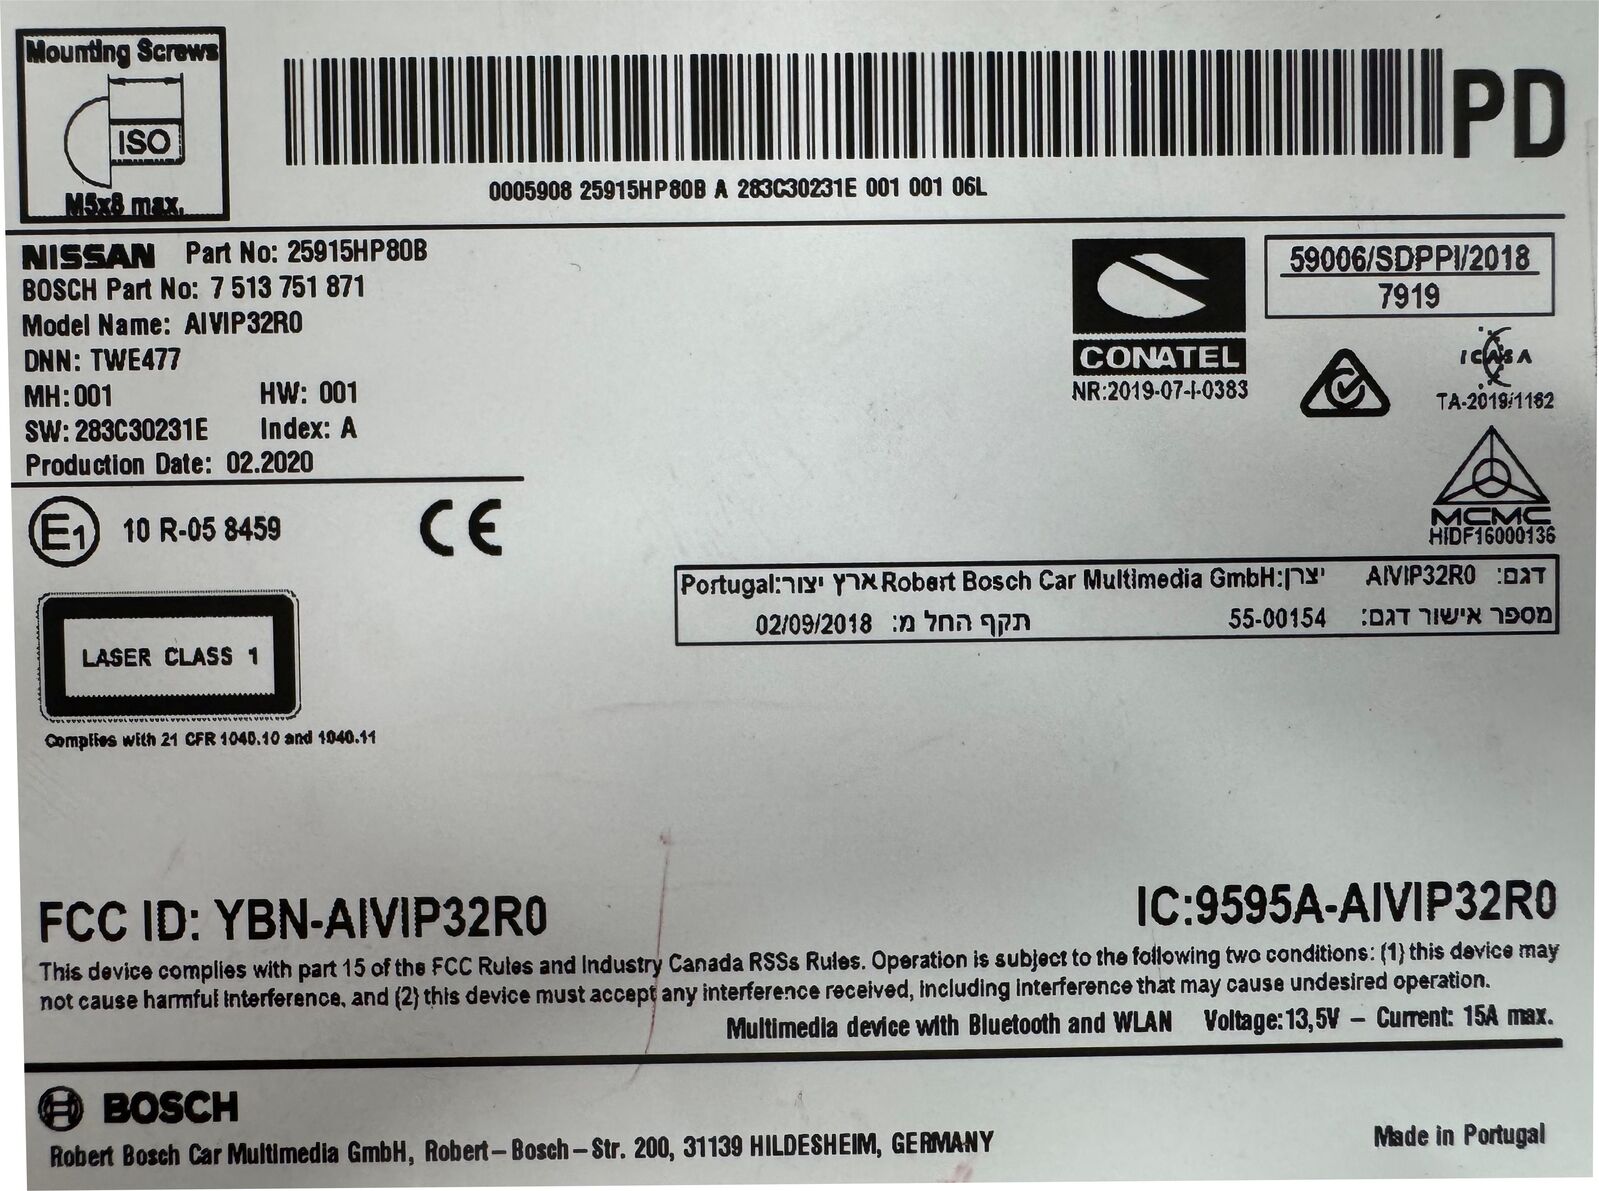 Mounting Screws
ISO
M5x8 max.
PD
0005908 25915HP80B A 283C30231E 001 001 06L
NISSAN Part No: 25915HP80B
BOSCH Part No: 7 513 751 871
Model Name: AIVIP32R0
DNN: TWE477
MH:001 HW: 001
SW: 283C30231E Index: A
Production Date: 02.2020
CONATEL
NR:2019-07-I-0383
59006/SDPPI/2018
7919
ICASA
TA-2019/1162
MCMC
HIDF16000136
E1 10 R-05 8459 CE
דגם: AIVIP32R0 יצרן:Robert Bosch Car Multimedia GmbH ארץ יצור:Portugal
מספר אישור דגם: 55-00154 תקף החל מ: 02/09/2018
LASER CLASS 1
Complies with 21 CFR 1040.10 and 1040.11
FCC ID: YBN-AIVIP32R0
IC:9595A-AIVIP32R0
This device complies with part 15 of the FCC Rules and Industry Canada RSSs Rules. Operation is subject to the following two conditions: (1) this device may
not cause harmful interference, and (2) this device must accept any interference received, including interference that may cause undesired operation.
Multimedia device with Bluetooth and WLAN Voltage:13,5V – Current: 15A max.
BOSCH
Robert Bosch Car Multimedia GmbH, Robert–Bosch–Str. 200, 31139 HILDESHEIM, GERMANY
Made in Portugal